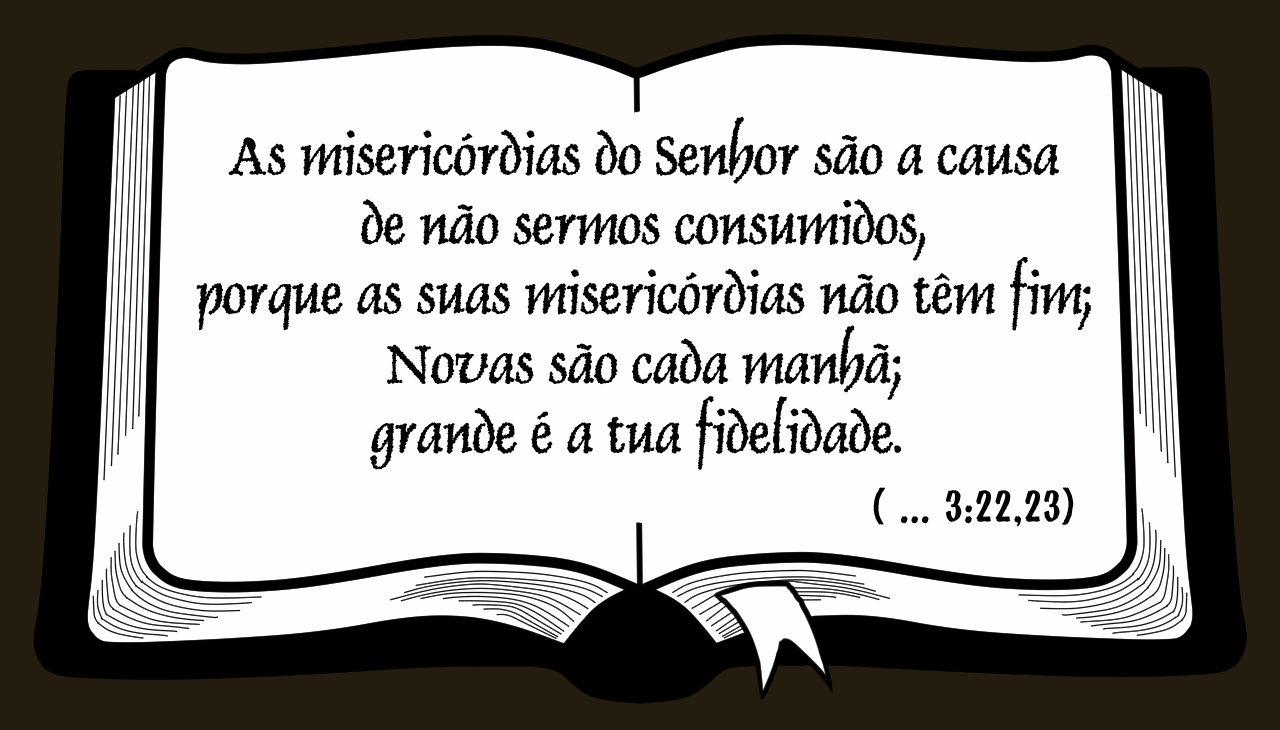 As misericórdias do Senhor são a causa
de não sermos consumidos,
porque as suas misericórdias não têm fim;
Novas são cada manhã;
grande é a tua fidelidade.
( ... 3:22,23)